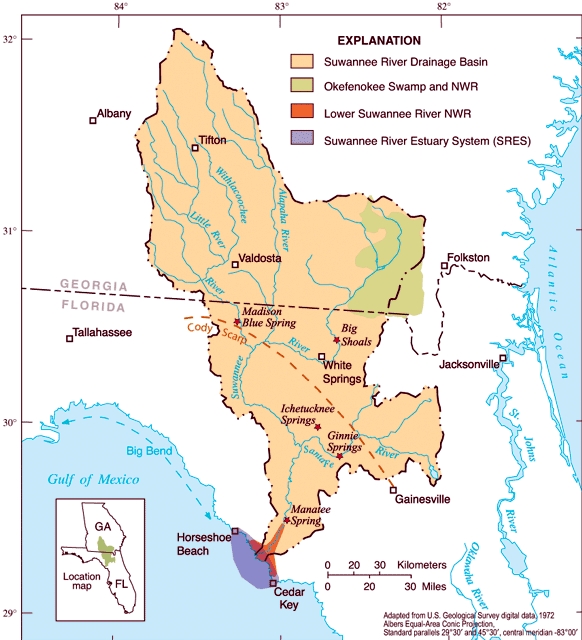 84°
83°
82°
32°
EXPLANATION
Suwannee River Drainage Basin
Okefenokee Swamp and NWR
Lower Suwannee River NWR
Suwannee River Estuary System (SRES)
Albany
Tifton
Withlacoochee
Alapaha River
Little River
31°
Valdosta
Folkston
Atlantic
Ocean
River
GEORGIA
FLORIDA
Madison
Blue Spring
Cody Scarp
Big
Shoals
Tallahassee
River
White
Springs
Jacksonville
Suwannee
30°
Ichetucknee
Springs
Ginnie
Springs
Santa Fe
River
St Johns
River
Big Bend
Gulf of Mexico
Gainesville
Manatee
Spring
GA
FL
Location
map
Horseshoe
Beach
Cedar
Key
0 20 30 Kilometers
0 10 20 30 Miles
Oklawaha River
29°
Adapted from U.S. Geological Survey digital data, 1972
Albers Equal-Area Conic Projection,
Standard parallels 29°30" and 45°30', central meridian -83°00'